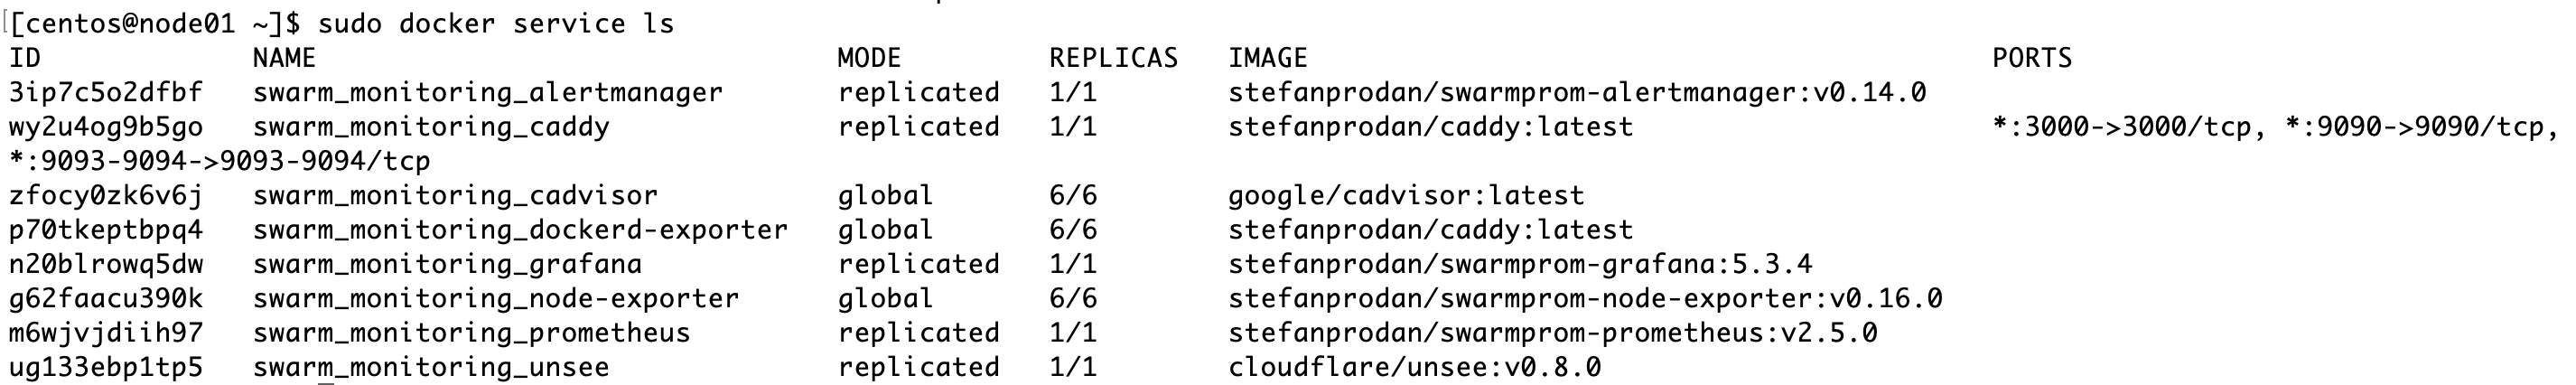 [[centos@node01 ~]$ sudo docker service ls
ID             NAME                                MODE         REPLICAS   IMAGE                                          PORTS
3ip7c5o2dfbf   swarm_monitoring_alertmanager       replicated   1/1        stefanprodan/swarmprom-alertmanager:v0.14.0
wy2u4og9b5go   swarm_monitoring_caddy              replicated   1/1        stefanprodan/caddy:latest                      *:3000->3000/tcp, *:9090->9090/tcp,
*:9093-9094->9093-9094/tcp
zfocy0zk6v6j   swarm_monitoring_cadvisor           global       6/6        google/cadvisor:latest
p70tkeptbpq4   swarm_monitoring_dockerd-exporter   global       6/6        stefanprodan/caddy:latest
n20blrowq5dw   swarm_monitoring_grafana            replicated   1/1        stefanprodan/swarmprom-grafana:5.3.4
g62faacu390k   swarm_monitoring_node-exporter      global       6/6        stefanprodan/swarmprom-node-exporter:v0.16.0
m6wjvjdiih97   swarm_monitoring_prometheus         replicated   1/1        stefanprodan/swarmprom-prometheus:v2.5.0
ug133ebp1tp5   swarm_monitoring_unsee              replicated   1/1        cloudflare/unsee:v0.8.0